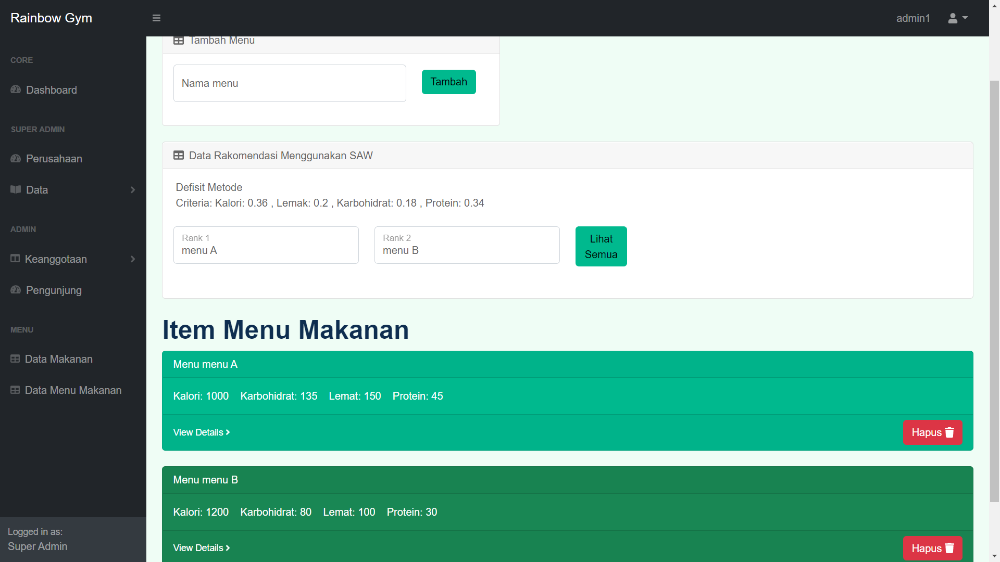 Rainbow Gym
admin1
CORE
Dashboard
SUPER ADMIN
Perusahaan
Data
ADMIN
Keanggotaan
Pengunjung
MENU
Data Makanan
Data Menu Makanan
Logged in as:
Super Admin
Tambah Menu
Nama menu
Tambah
Data Rakomendasi Menggunakan SAW
Defisit Metode
Criteria: Kalori: 0.36 , Lemak: 0.2 , Karbohidrat: 0.18 , Protein: 0.34
Rank 1
menu A
Rank 2
menu B
Lihat
Semua
Item Menu Makanan
Menu menu A
Kalori: 1000 Karbohidrat: 135 Lemat: 150 Protein: 45
View Details
Hapus
Menu menu B
Kalori: 1200 Karbohidrat: 80 Lemat: 100 Protein: 30
View Details
Hapus